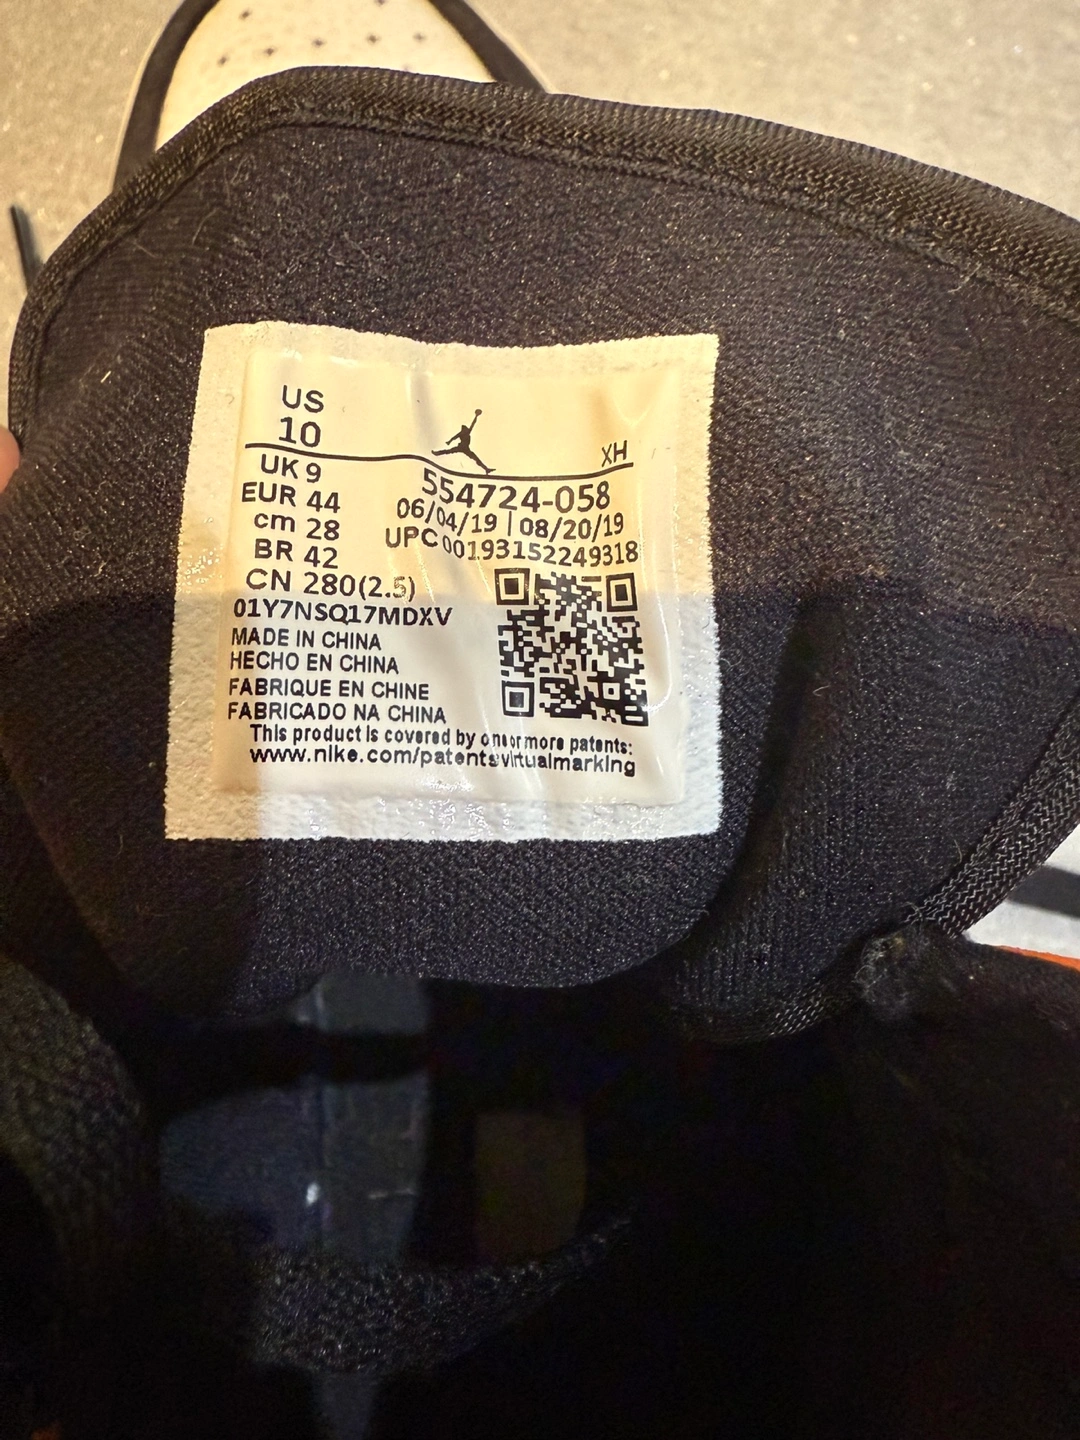 US
10
XH
UK 9
554724-058
EUR 44
06/04/19 | 08/20/19
cm 28
UPC 00193152249318
BR 42
CN 280(2.5)
01Y7NSQ17MDXV
MADE IN CHINA
HECHO EN CHINA
FABRIQUE EN CHINE
FABRICADO NA CHINA
This product is covered by one or more patents:
www.nike.com/patentsvirtualmarking